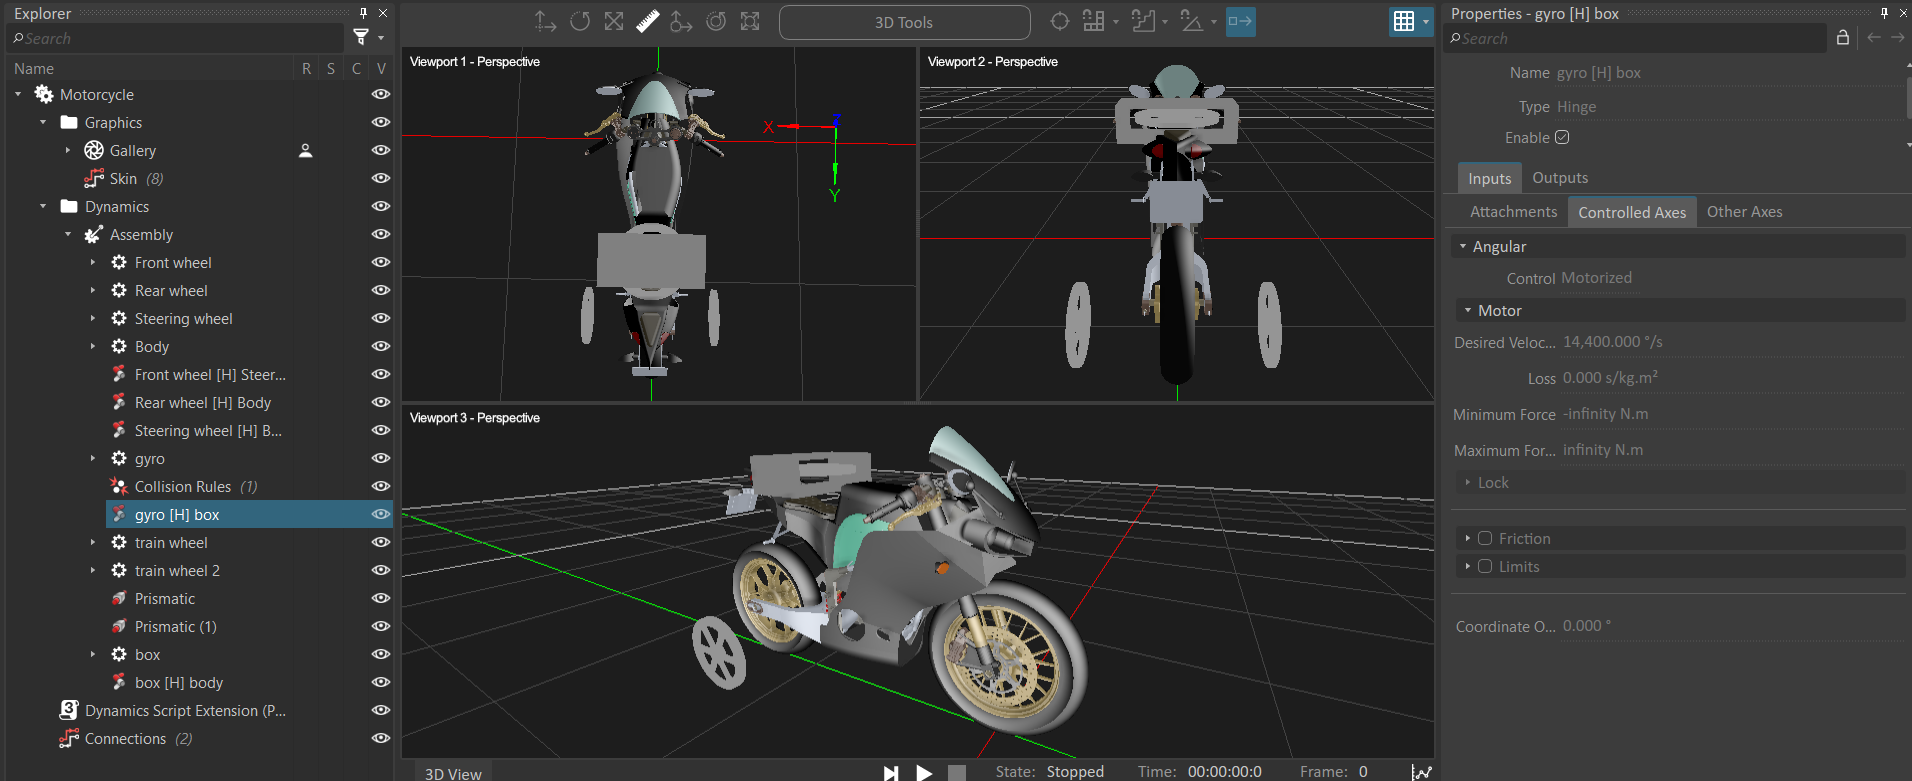 Explorer
Search
Name R S C V
Motorcycle
Graphics
Gallery
Skin (8)
Dynamics
Assembly
Front wheel
Rear wheel
Steering wheel
Body
Front wheel [H] Steer...
Rear wheel [H] Body
Steering wheel [H] B...
gyro
Collision Rules (1)
gyro [H] box
train wheel
train wheel 2
Prismatic
Prismatic (1)
box
box [H] body
Dynamics Script Extension (P...
Connections (2)
3D Tools
Viewport 1 - Perspective
X
Z
Y
Viewport 2 - Perspective
Viewport 3 - Perspective
3D View
State: Stopped Time: 00:00:00:0 Frame: 0
Properties - gyro [H] box
Search
Name gyro [H] box
Type Hinge
Enable
Inputs Outputs
Attachments Controlled Axes Other Axes
Angular
Control Motorized
Motor
Desired Veloc... 14,400.000 °/s
Loss 0.000 s/kg.m²
Minimum Force -infinity N.m
Maximum For... infinity N.m
Lock
Friction
Limits
Coordinate O... 0.000 °